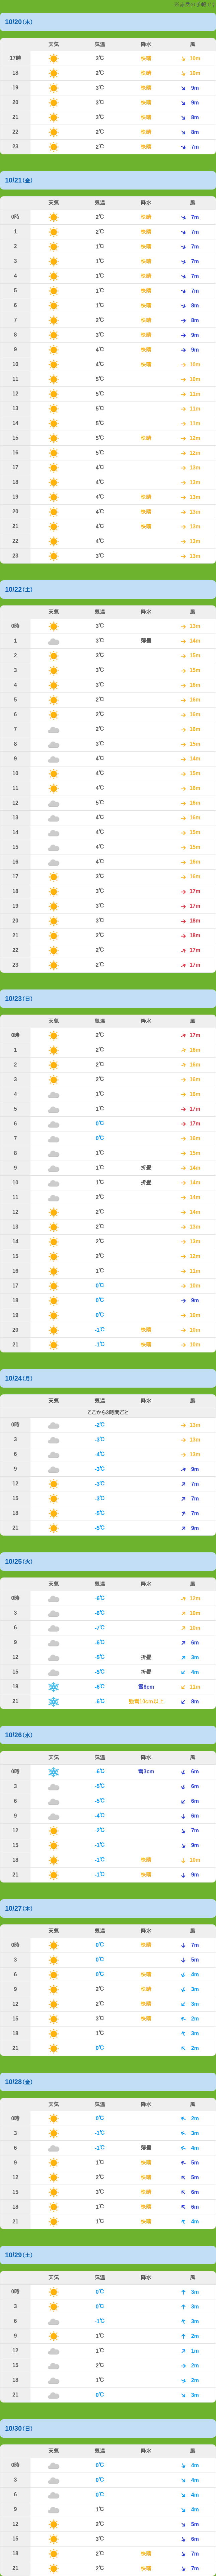 10/20(木)
天気 気温 降水 風
17時 3℃ 快晴 10m
18 2℃ 快晴 10m
19 3℃ 快晴 9m
20 3℃ 快晴 9m
21 3℃ 快晴 8m
22 3℃ 快晴 8m
23 2℃ 快晴 7m
10/21(金)
天気 気温 降水 風
0時 2℃ 快晴 7m
1 2℃ 快晴 7m
2 1℃ 快晴 7m
3 1℃ 快晴 7m
4 1℃ 快晴 7m
5 1℃ 快晴 7m
6 1℃ 快晴 8m
7 2℃ 快晴 8m
8 3℃ 快晴 9m
9 4℃ 快晴 9m
10 4℃ 快晴 10m
11 5℃ 10m
12 5℃ 11m
13 5℃ 11m
14 5℃ 11m
15 5℃ 快晴 12m
16 5℃ 12m
17 4℃ 13m
18 4℃ 13m
19 4℃ 快晴 13m
20 4℃ 快晴 13m
21 4℃ 快晴 13m
22 4℃ 13m
23 3℃ 13m
10/22(土)
天気 気温 降水 風
0時 3℃ 13m
1 3℃ 薄曇 14m
2 3℃ 15m
3 3℃ 15m
4 3℃ 16m
5 2℃ 16m
6 2℃ 16m
7 2℃ 16m
8 3℃ 15m
9 4℃ 14m
10 4℃ 15m
11 4℃ 16m
12 5℃ 16m
13 4℃ 16m
14 4℃ 15m
15 4℃ 15m
16 4℃ 16m
17 3℃ 16m
18 3℃ 17m
19 3℃ 17m
20 3℃ 18m
21 2℃ 18m
22 2℃ 17m
23 2℃ 17m
10/23(日)
天気 気温 降水 風
0時 2℃ 17m
1 2℃ 16m
2 2℃ 16m
3 2℃ 16m
4 1℃ 16m
5 1℃ 17m
6 0℃ 17m
7 0℃ 16m
8 1℃ 15m
9 1℃ 折曇 14m
10 1℃ 折曇 14m
11 2℃ 14m
12 2℃ 14m
13 2℃ 13m
14 2℃ 13m
15 2℃ 12m
16 1℃ 11m
17 0℃ 10m
18 0℃ 9m
19 0℃ 10m
20 -1℃ 快晴 10m
21 -1℃ 快晴 10m
10/24(月)
天気 気温 降水 風
ここから3時間ごと
0時 -2℃ 13m
3 -3℃ 13m
6 -4℃ 13m
9 -3℃ 9m
12 -3℃ 7m
15 -3℃ 7m
18 -5℃ 7m
21 -5℃ 9m
10/25(火)
天気 気温 降水 風
0時 -6℃ 12m
3 -6℃ 10m
6 -7℃ 10m
9 -6℃ 6m
12 -5℃ 折曇 3m
15 -5℃ 折曇 4m
18 -6℃ 雪6cm 11m
21 -6℃ 10cm以上 8m
10/26(水)
天気 気温 降水 風
0時 -6℃ 雪3cm 6m
3 -5℃ 6m
6 -5℃ 6m
9 -4℃ 6m
12 -2℃ 7m
15 -1℃ 9m
18 -1℃ 快晴 10m
21 -1℃ 快晴 9m
10/27(木)
天気 気温 降水 風
0時 0℃ 快晴 7m
3 0℃ 5m
6 0℃ 快晴 4m
9 2℃ 快晴 3m
12 2℃ 快晴 3m
15 3℃ 快晴 2m
18 1℃ 3m
21 0℃ 2m
10/28(金)
天気 気温 降水 風
0時 0℃ 2m
3 -1℃ 3m
6 -1℃ 薄曇 4m
9 1℃ 快晴 5m
12 2℃ 快晴 5m
15 3℃ 快晴 6m
18 1℃ 快晴 6m
21 1℃ 快晴 4m
10/29(土)
天気 気温 降水 風
0時 0℃ 3m
3 0℃ 3m
6 -1℃ 3m
9 1℃ 2m
12 1℃ 1m
15 2℃ 2m
18 1℃ 2m
21 0℃ 3m
10/30(日)
天気 気温 降水 風
0時 0℃ 4m
3 0℃ 4m
6 0℃ 4m
9 1℃ 4m
12 2℃ 5m
15 3℃ 6m
18 2℃ 快晴 7m
21 2℃ 快晴 7m